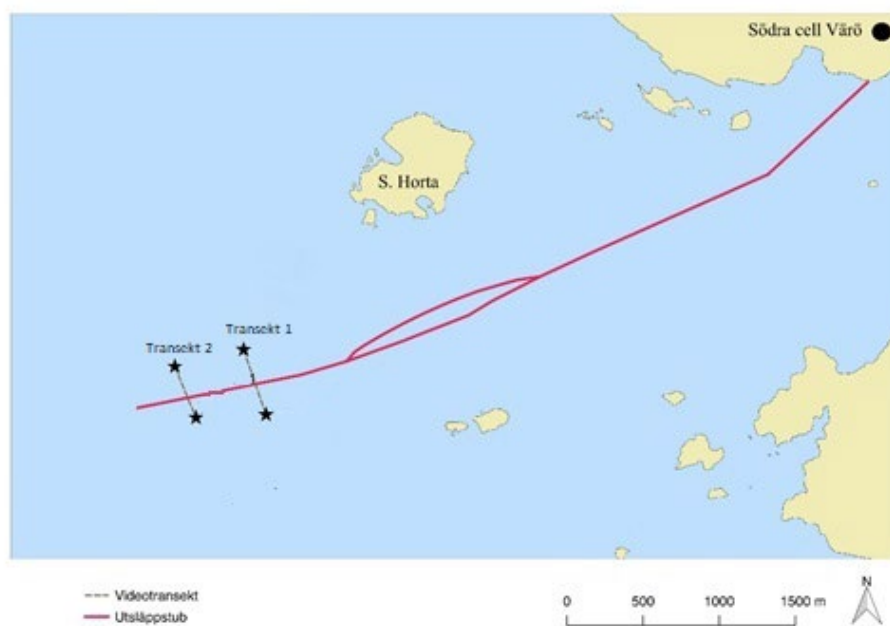 Södra cell Värö
S. Horta
Transekt 1
Transekt 2
Videotransekt
Utsläppstub
0 500 1000 1500 m
N